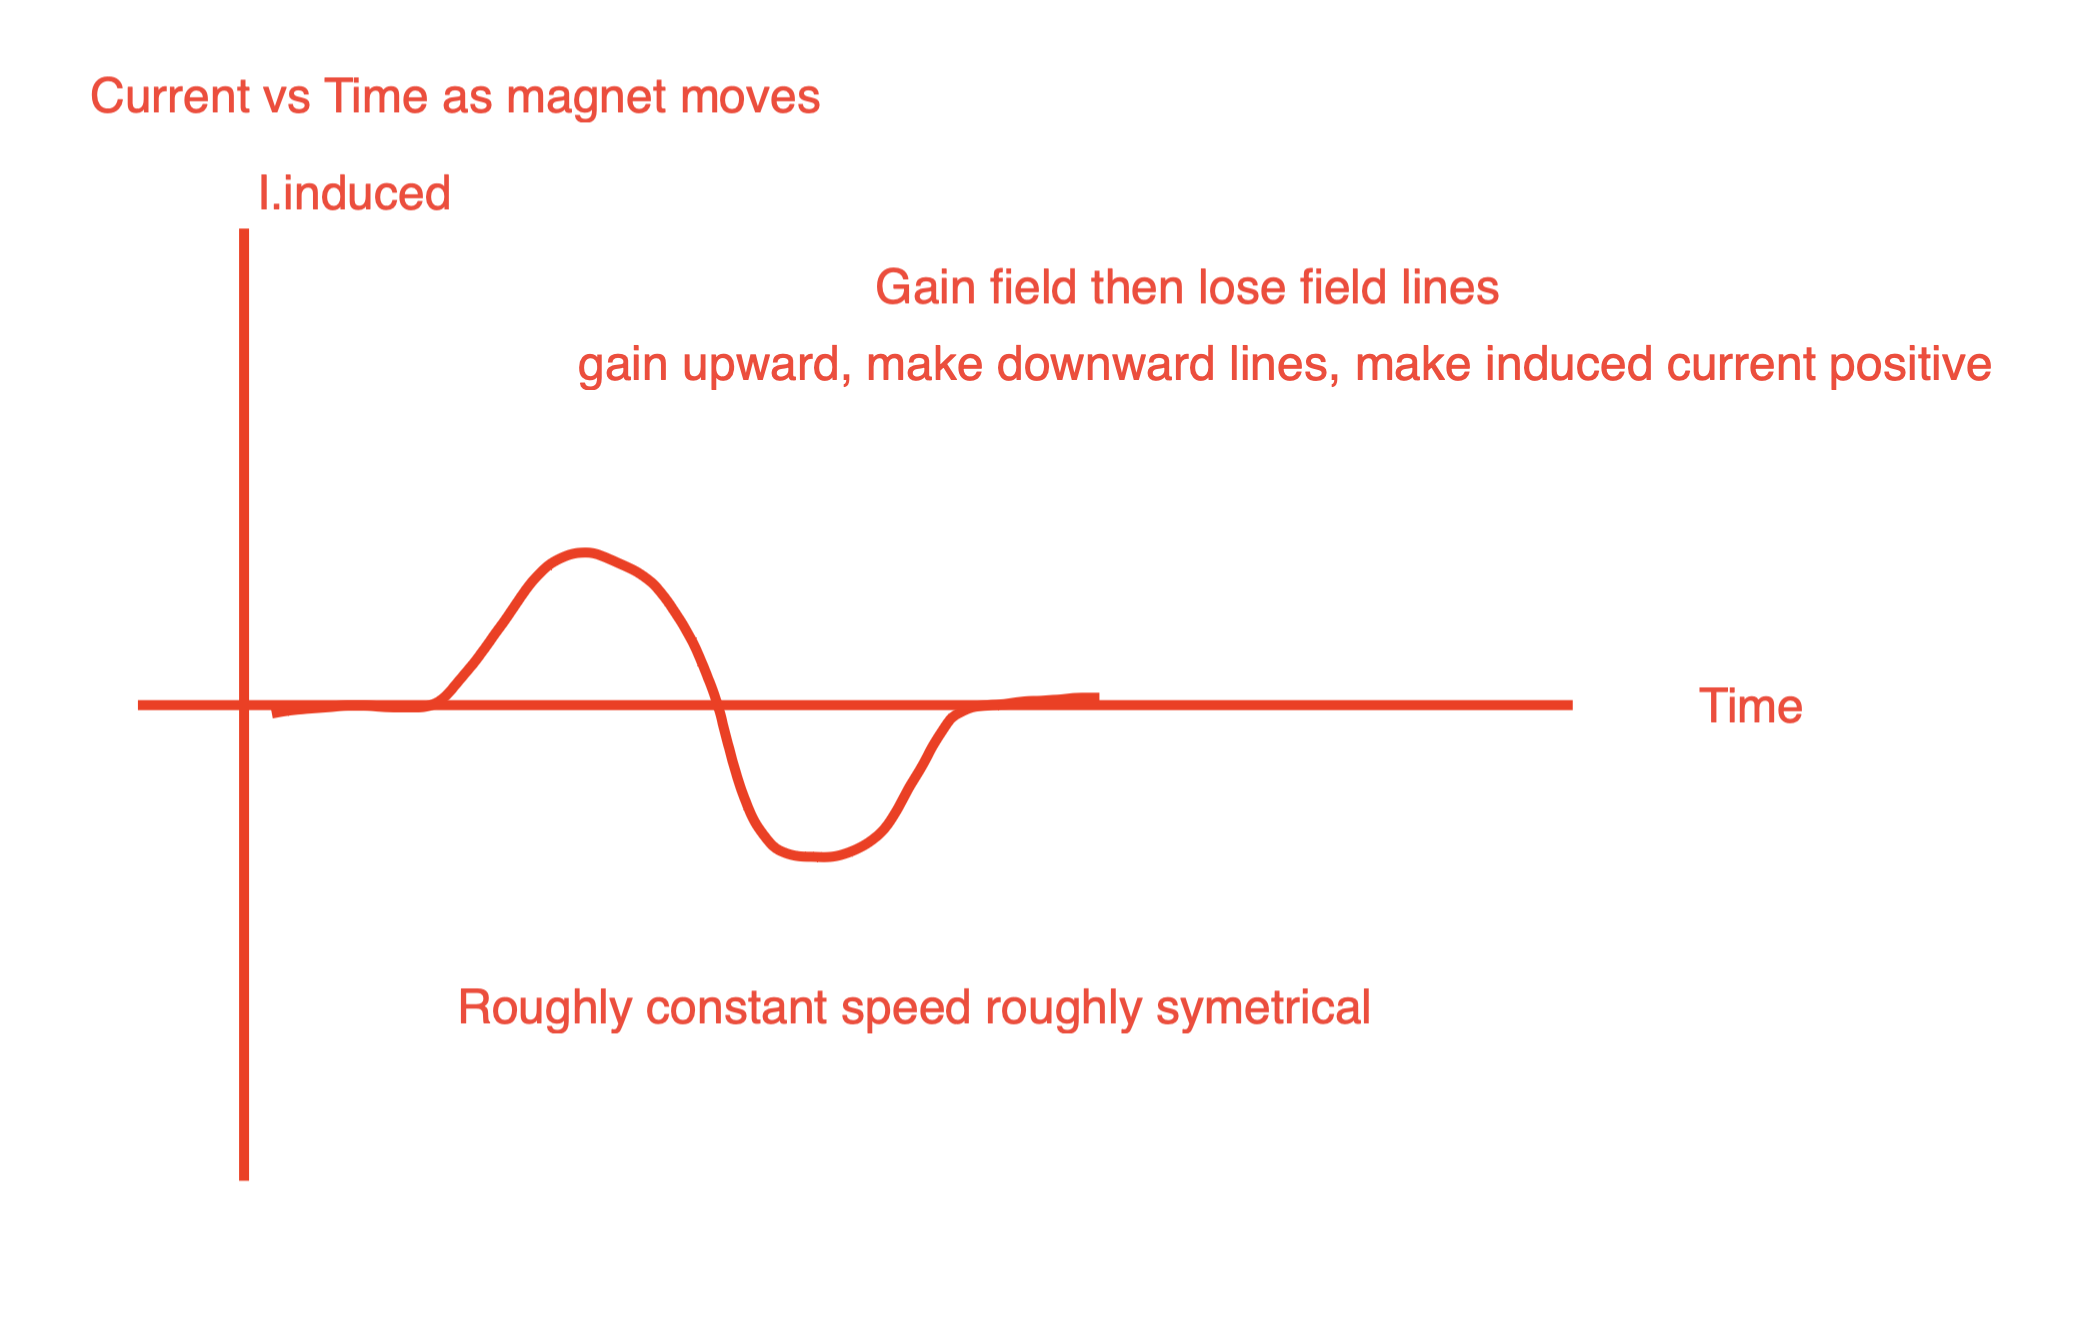 Current vs Time as magnet moves
I.induced
Gain field then lose field lines
gain upward, make downward lines, make induced current positive
Time
Roughly constant speed roughly symetrical